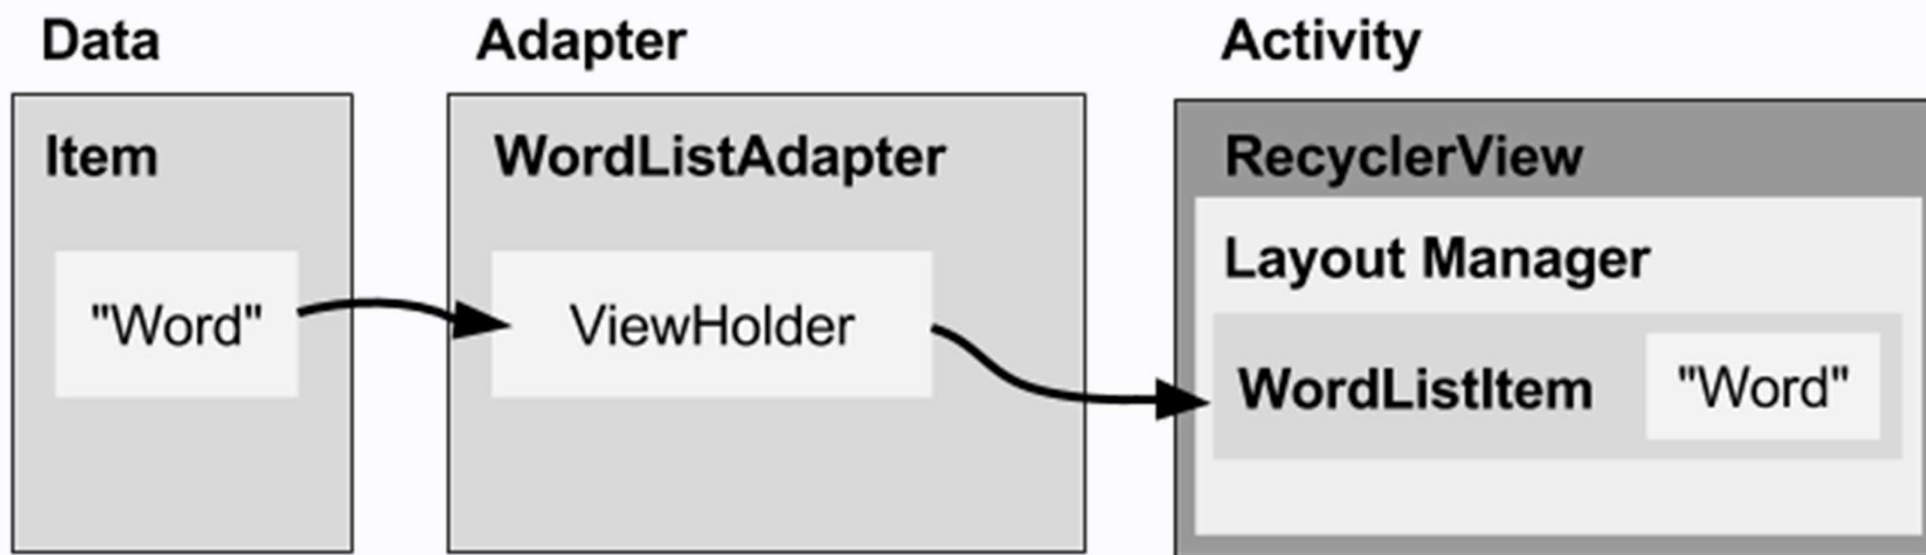 Data
Adapter
Activity
Item
WordListAdapter
RecyclerView
Layout Manager
"Word"
ViewHolder
WordListItem
"Word"